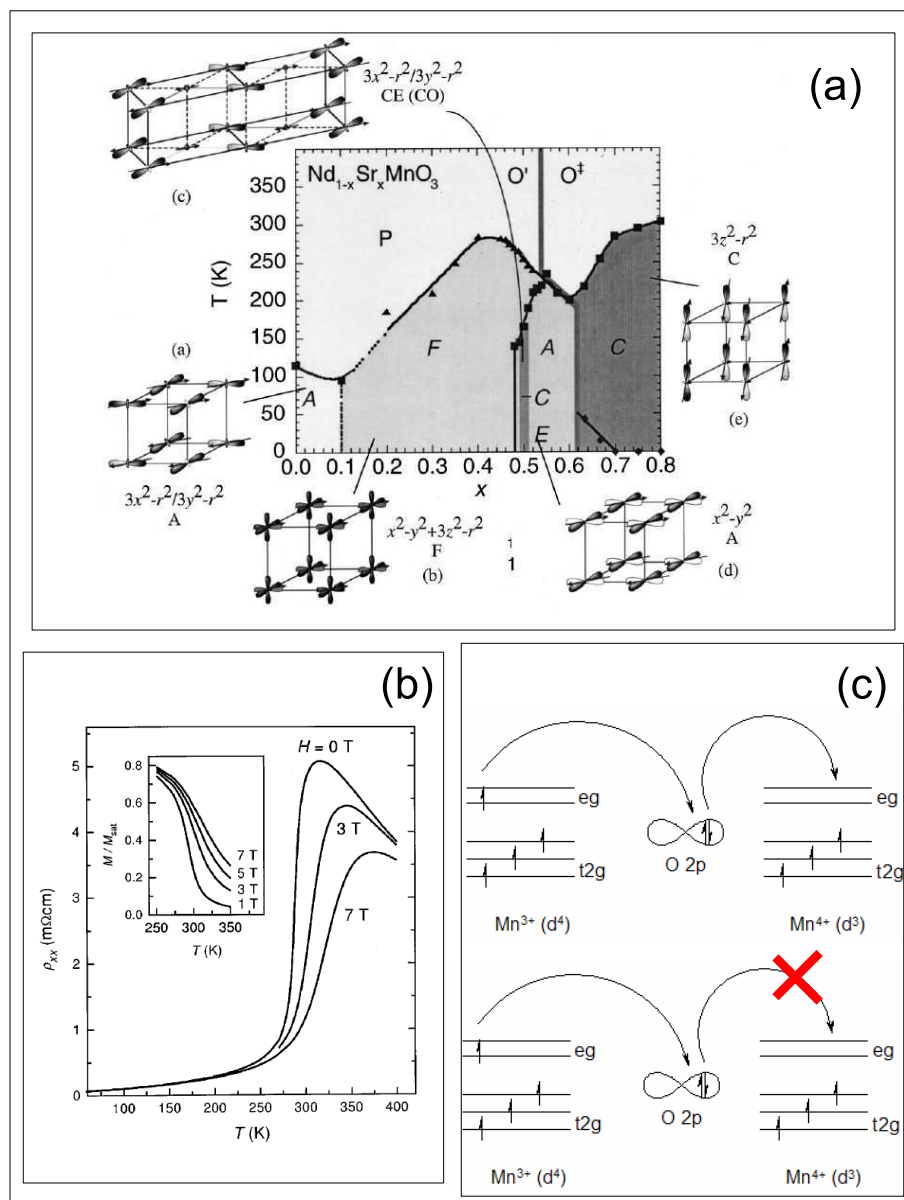 (a)
3x²-r²/3y²-r²
CE (CO)
(c)
Nd1-xSrxMnO3
O'
O‡
P
F
A
C
A
C
E
T (K)
350
300
250
200
150
100
50
0
0.0
0.1
0.2
0.3
0.4
0.5
0.6
0.7
0.8
x
3z²-r²
C
(e)
(a)
3x²-r²/3y²-r²
A
x²-y²+3z²-r²
F
(b)
1
1
x²-y²
A
(d)
(b)
H = 0 T
3 T
7 T
ρxx (mΩcm)
5
4
3
2
1
0
100
150
200
250
300
350
400
T (K)
M / Msat
0.8
0.6
0.4
0.2
0.0
250
300
350
T (K)
7 T
5 T
3 T
1 T
(c)
eg
t2g
O 2p
eg
t2g
Mn³⁺ (d⁴)
Mn⁴⁺ (d³)
eg
t2g
O 2p
eg
t2g
Mn³⁺ (d⁴)
Mn⁴⁺ (d³)